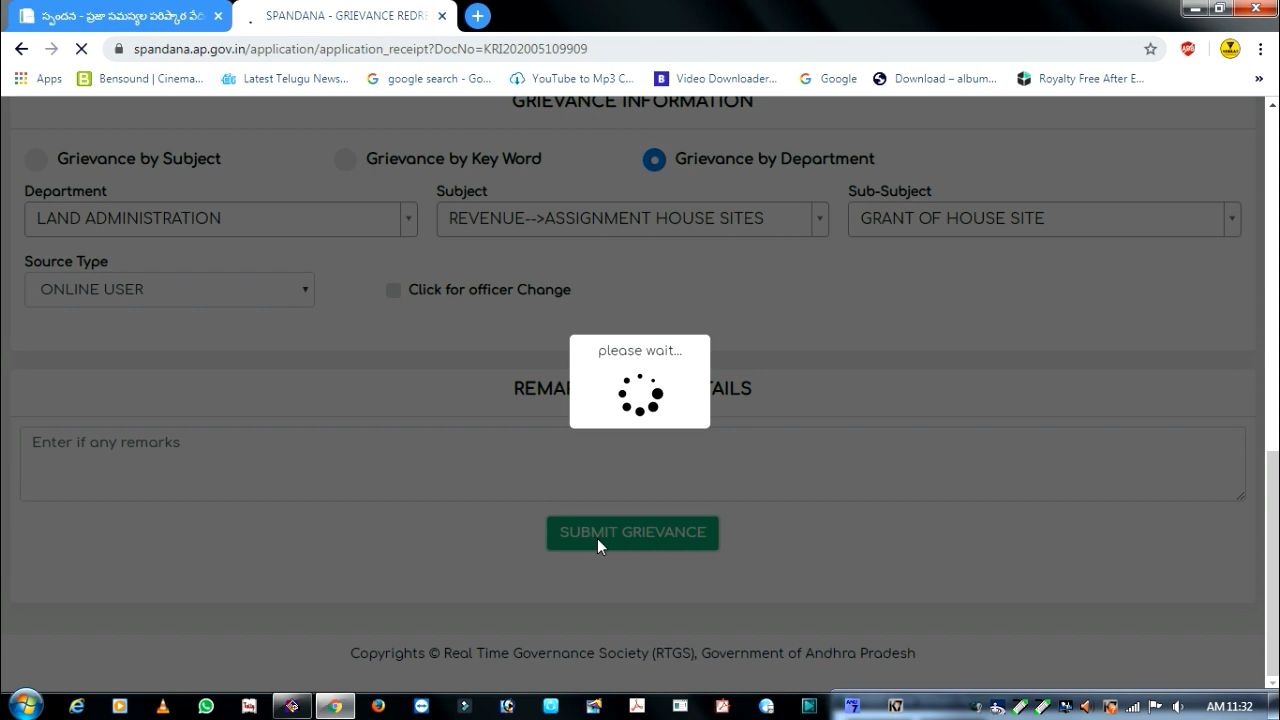 స్పందన - ప్రజా సమస్యల పరిష్కార వేది
SPANDANA - GRIEVANCE REDRE
spandana.ap.gov.in/application/application_receipt?DocNo=KRI202005109909
Apps
Bensound | Cinema...
Latest Telugu News...
google search - Go...
YouTube to Mp3 C...
Video Downloader...
Google
Download – album...
Royalty Free After E...
»
GRIEVANCE INFORMATION
Grievance by Subject
Grievance by Key Word
Grievance by Department
Department
Subject
Sub-Subject
LAND ADMINISTRATION
REVENUE-->ASSIGNMENT HOUSE SITES
GRANT OF HOUSE SITE
Source Type
ONLINE USER
Click for officer Change
please wait...
Enter if any remarks
SUBMIT GRIEVANCE
Copyrights © Real Time Governance Society (RTGS), Government of Andhra Pradesh
AM 11:32